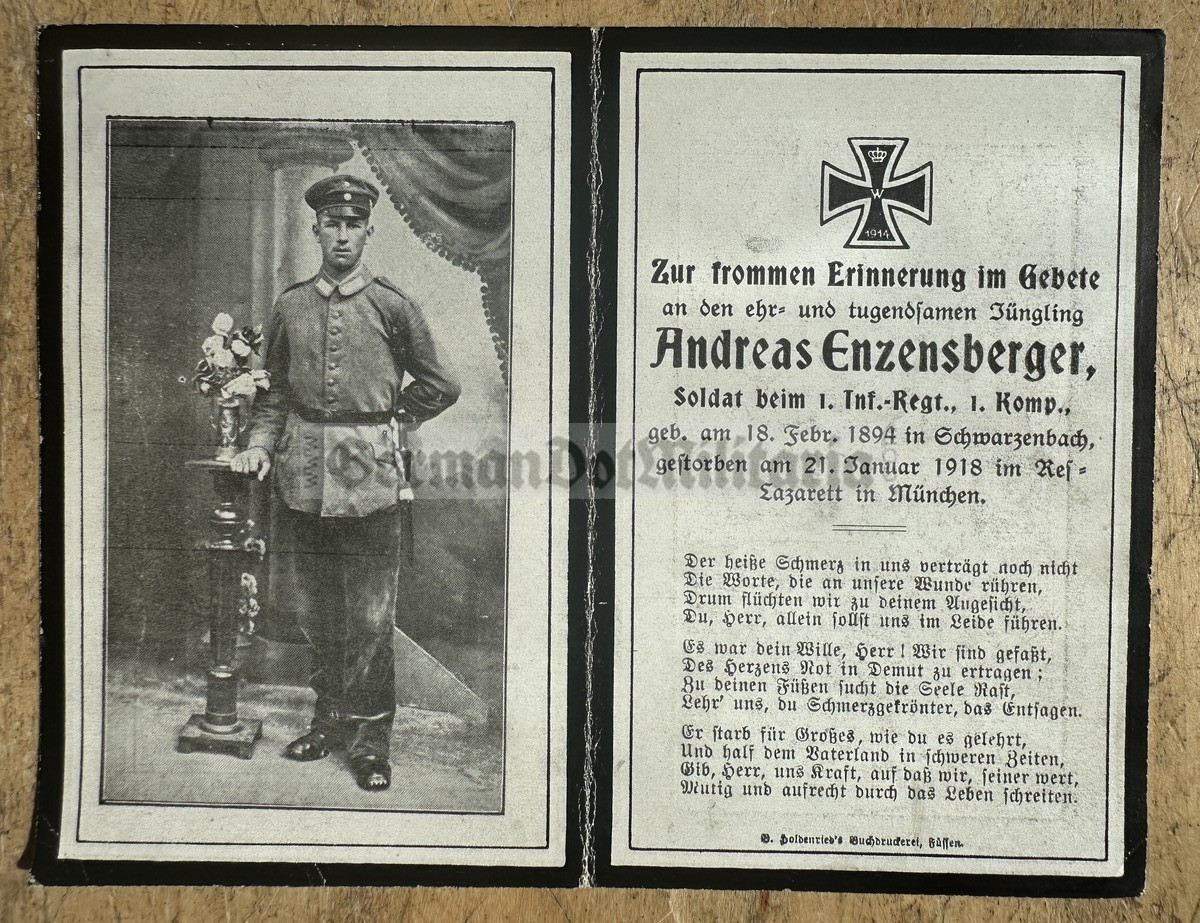 W
1914
Zur frommen Erinnerung im Gebete
an den ehr- und tugendsamen Jüngling
Andreas Enzensberger,
Soldat beim 1. Inf.-Regt., 1. Komp.,
geb. am 18. Febr. 1894 in Schwarzenbach,
gestorben am 21. Januar 1918 im Res-
Lazarett in München.
Der heiße Schmerz in uns verträgt noch nicht
Die Worte, die an unsere Wunde rühren,
Drum flüchten wir zu deinem Angesicht,
Du, Herr, allein sollst uns im Leide führen.
Es war dein Wille, Herr! Wir sind gefaßt,
Des Herzens Not in Demut zu ertragen;
Zu deinen Füßen sucht die Seele Rast,
Lehr' uns, du Schmerzgekrönter, das Entsagen.
Er starb für Großes, wie du es gelehrt,
Und half dem Vaterland in schweren Zeiten,
Gib, Herr, uns Kraft, auf daß wir, seiner wert,
Mutig und aufrecht durch das Leben schreiten.
B. Holdenried's Buchdruckerei, Füssen.
www GermanDotMilitaria